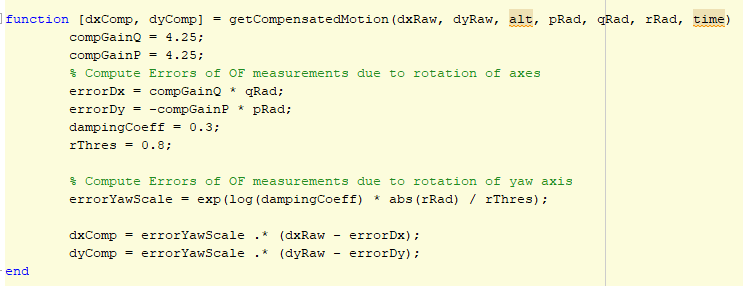 function [dxComp, dyComp] = getCompensatedMotion(dxRaw, dyRaw, alt, pRad, qRad, rRad, time)
compGainQ = 4.25;
compGainP = 4.25;
% Compute Errors of OF measurements due to rotation of axes
errorDx = compGainQ * qRad;
errorDy = -compGainP * pRad;
dampingCoeff = 0.3;
rThres = 0.8;
% Compute Errors of OF measurements due to rotation of yaw axis
errorYawScale = exp(log(dampingCoeff) * abs(rRad) / rThres);
dxComp = errorYawScale .* (dxRaw - errorDx);
dyComp = errorYawScale .* (dyRaw - errorDy);
end